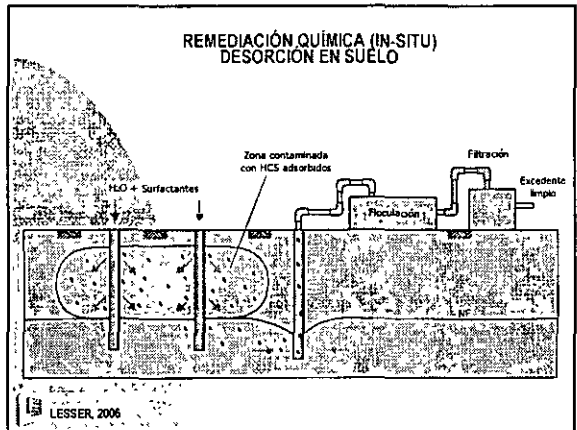 REMEDIACIÓN QUÍMICA (IN-SITU)
DESORCIÓN EN SUELO
Zona contaminada
con HCS adsorbidos
Filtración
H₂O + Surfactantes
Excedente
limpio
Floculación
NF
LESSER, 2006